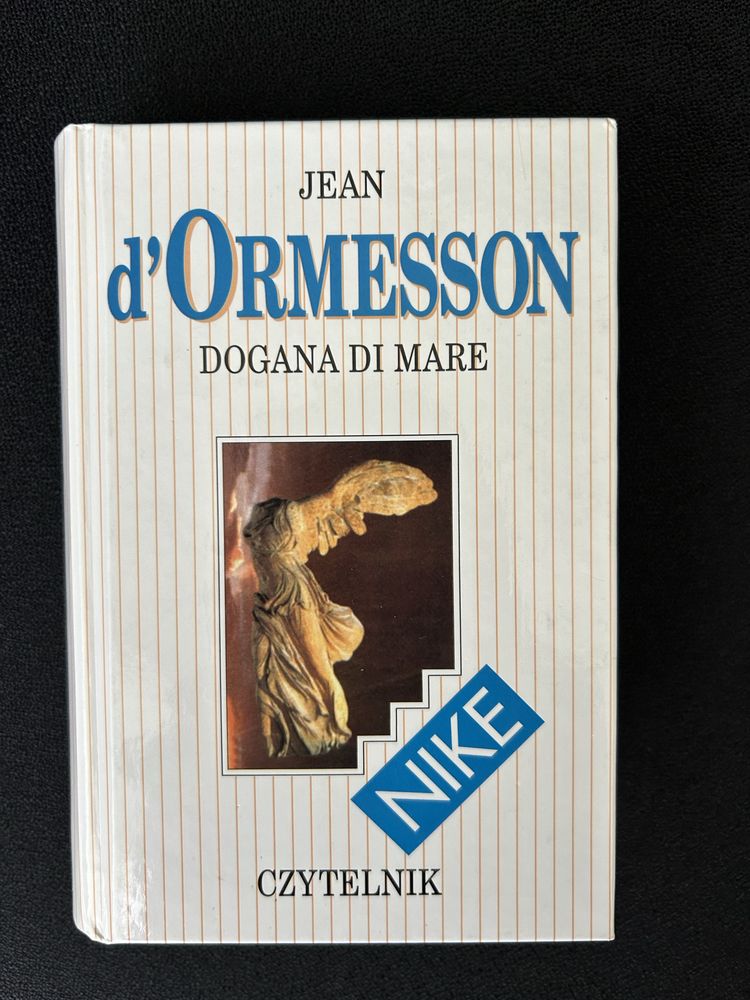 JEAN
d'ORMESSON
DOGANA DI MARE
NIKE
CZYTELNIK